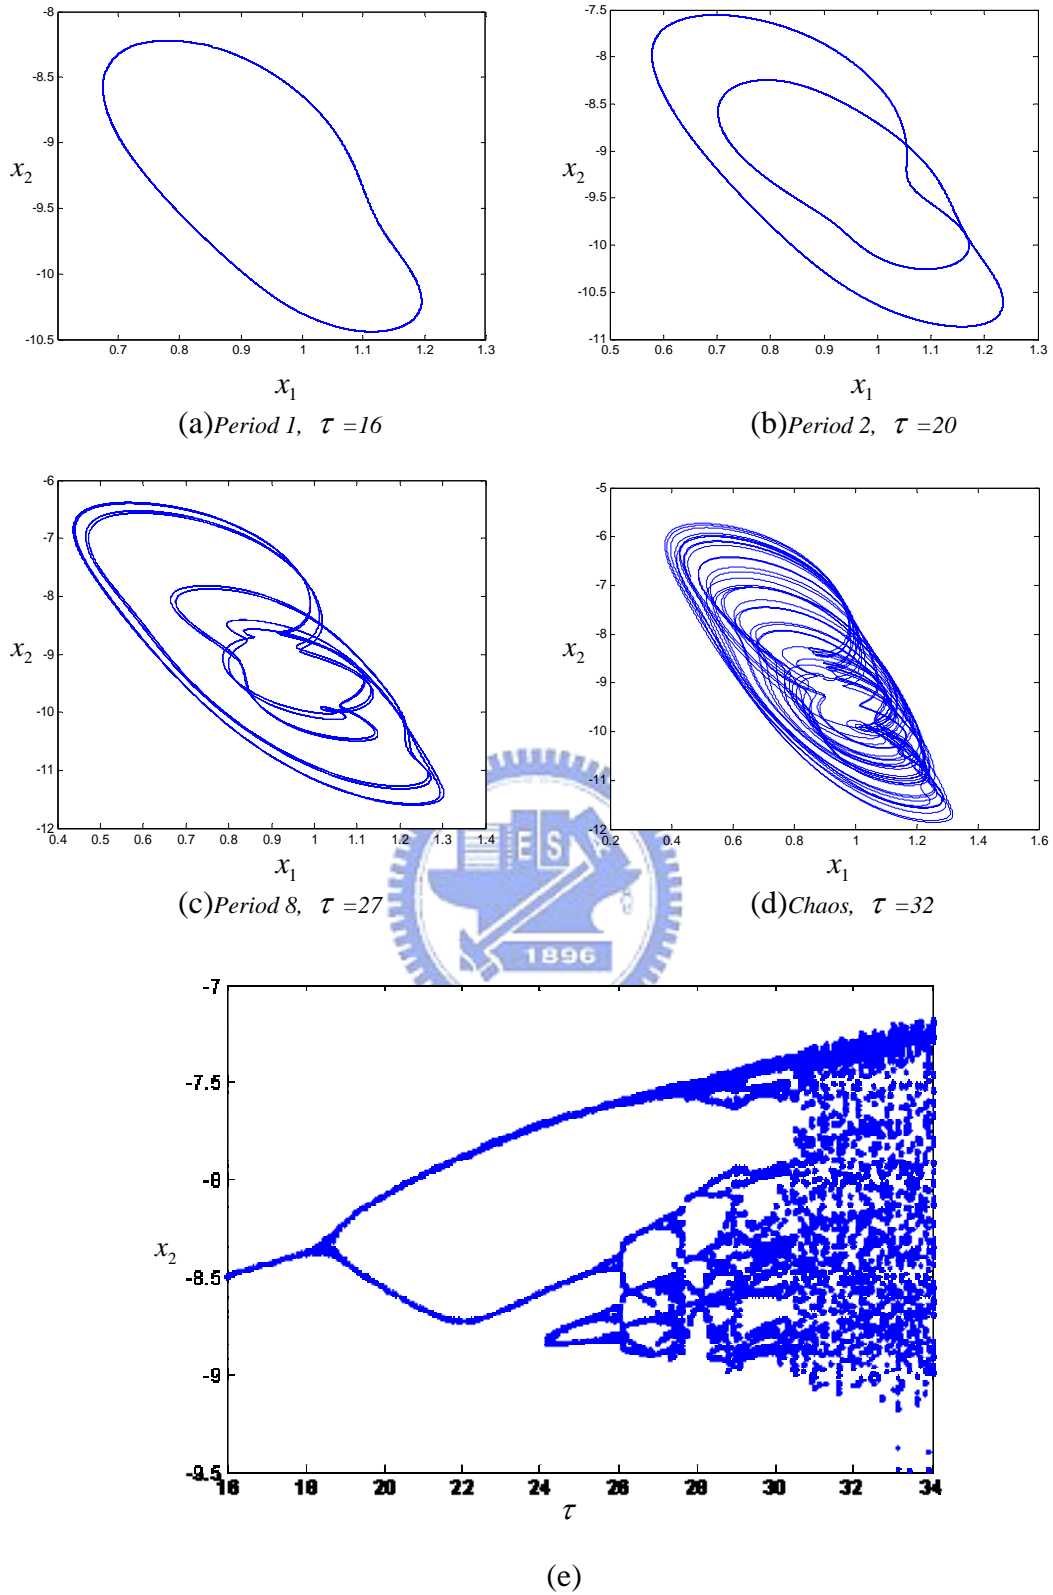 -8
-8.5
-9
x₂
-9.5
-10
-10.5
0.7 0.8 0.9 1 1.1 1.2 1.3
x₁
(a)Period 1, τ =16
-7.5
-8
-8.5
-9
x₂
-9.5
-10
-10.5
-11
0.5 0.6 0.7 0.8 0.9 1 1.1 1.2 1.3
x₁
(b)Period 2, τ =20
-6
-7
-8
x₂
-9
-10
-11
-12
0.4 0.5 0.6 0.7 0.8 0.9 1 1.1 1.2 1.3 1.4
x₁
(c)Period 8, τ =27
-5
-6
-7
-8
x₂
-9
-10
-11
-12
0.2 0.4 0.6 0.8 1 1.2 1.4 1.6
x₁
(d)Chaos, τ =32
ES
1896
-7
-7.5
-8
x₂
-8.5
-9
-9.5
16 18 20 22 24 26 28 30 32 34
τ
(e)